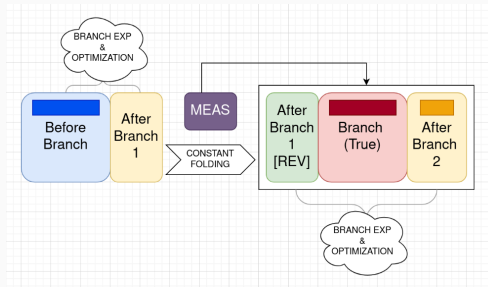 BRANCH EXP
&
OPTIMIZATION
Before
Branch
After
Branch
1
MEAS
CONSTANT
FOLDING
After
Branch
1
[REV]
Branch
(True)
After
Branch
2
BRANCH EXP
&
OPTIMIZATION